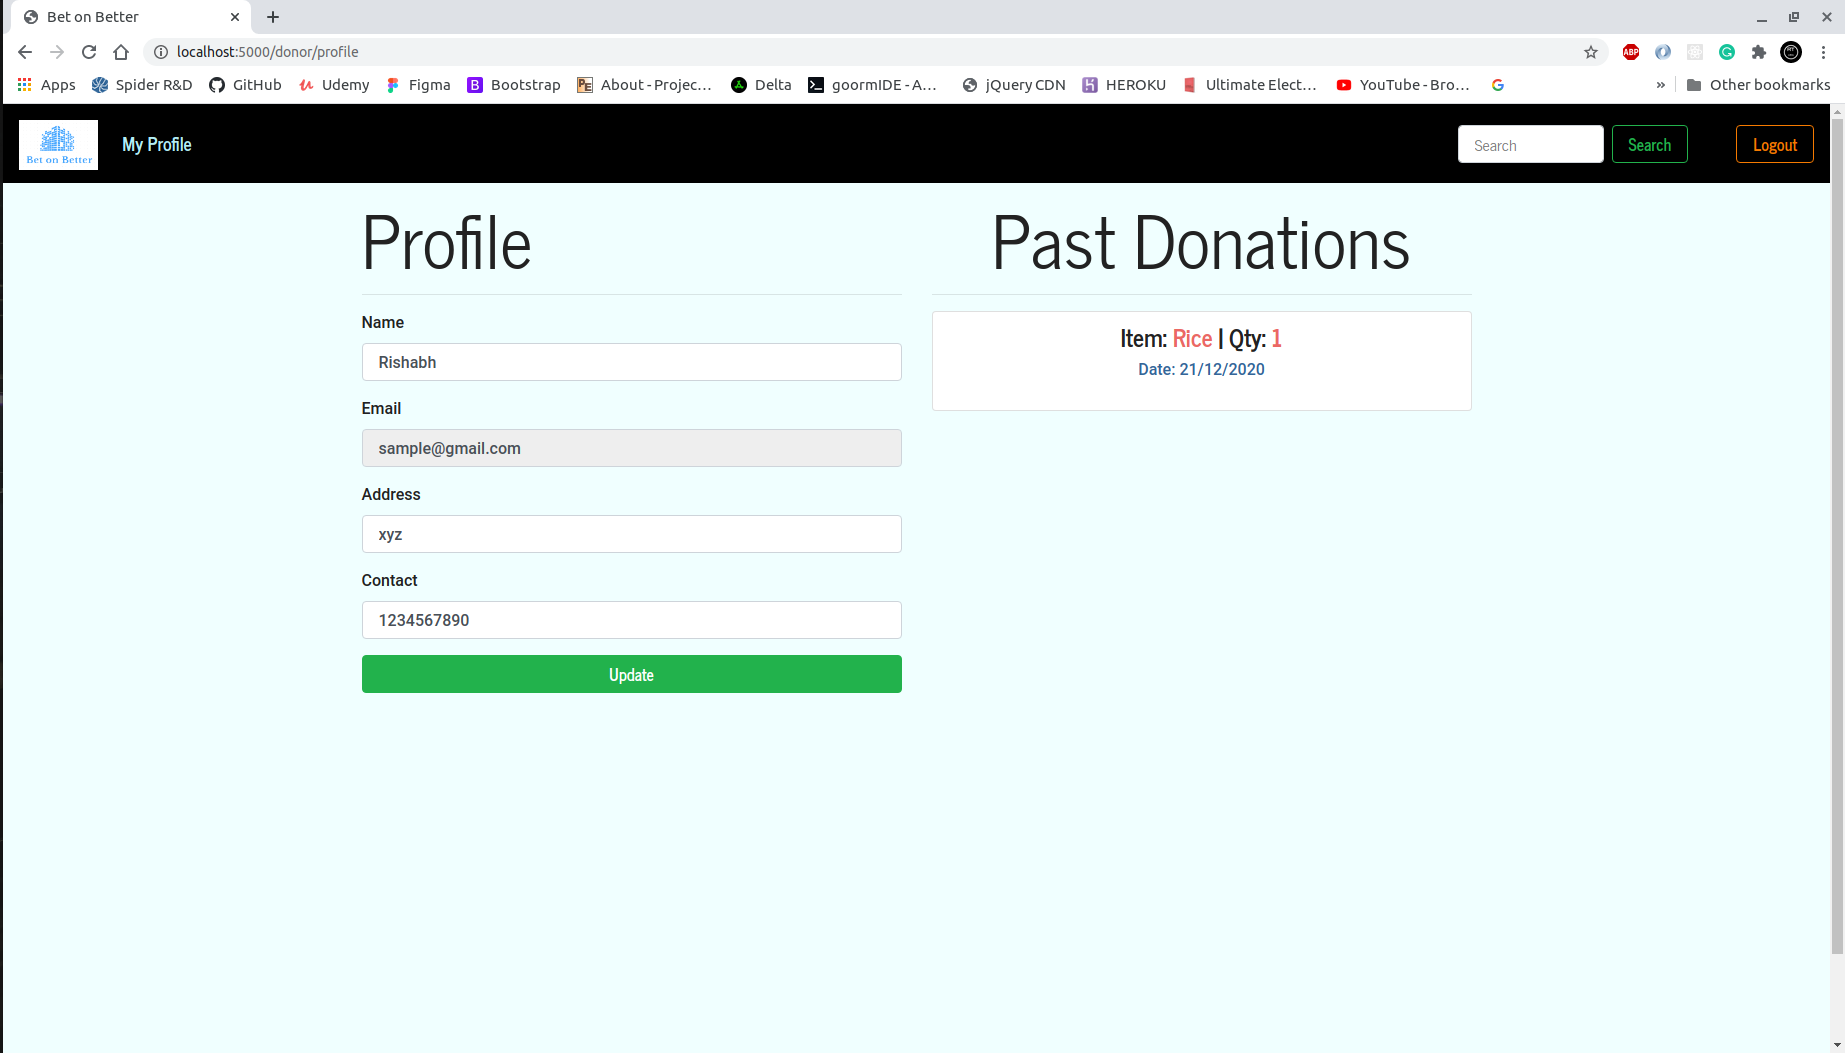 Bet on Better
localhost:5000/donor/profile
ABP
Apps Spider R&D GitHub Udemy Figma B Bootstrap PE About - Projec... Delta goormIDE - A... jQuery CDN HEROKU Ultimate Elect... YouTube - Bro... G » Other bookmarks
Bet on Better
My Profile Search Search Logout
Profile
Name
Rishabh
Email
sample@gmail.com
Address
xyz
Contact
1234567890
Update
Past Donations
Item: Rice | Qty: 1
Date: 21/12/2020